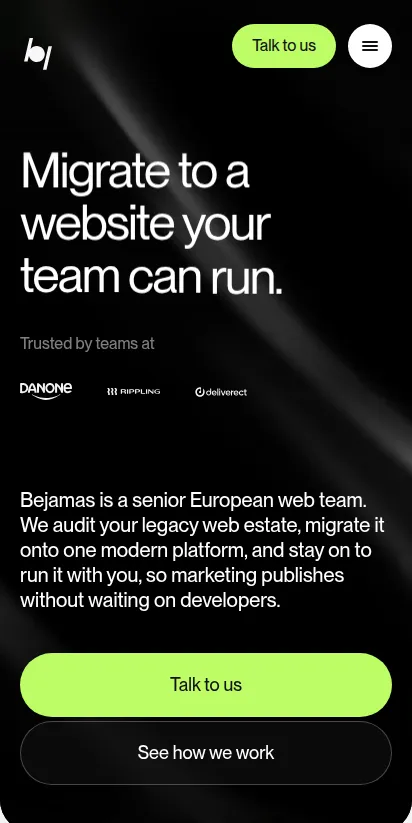 bj
Talk to us
Migrate to a
website your
team can run.
Trusted by teams at
DANONE
RIPPLING
deliverect
Bejamas is a senior European web team.
We audit your legacy web estate, migrate it
onto one modern platform, and stay on to
run it with you, so marketing publishes
without waiting on developers.
Talk to us
See how we work